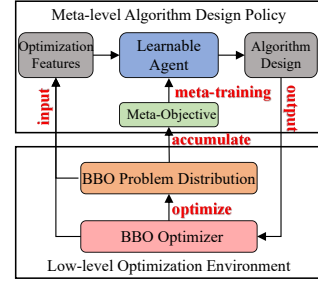 Meta-level Algorithm Design Policy
Optimization
Features
Learnable
Agent
Algorithm
Design
meta-training
input
output
Meta-Objective
accumulate
BBO Problem Distribution
optimize
BBO Optimizer
Low-level Optimization Environment